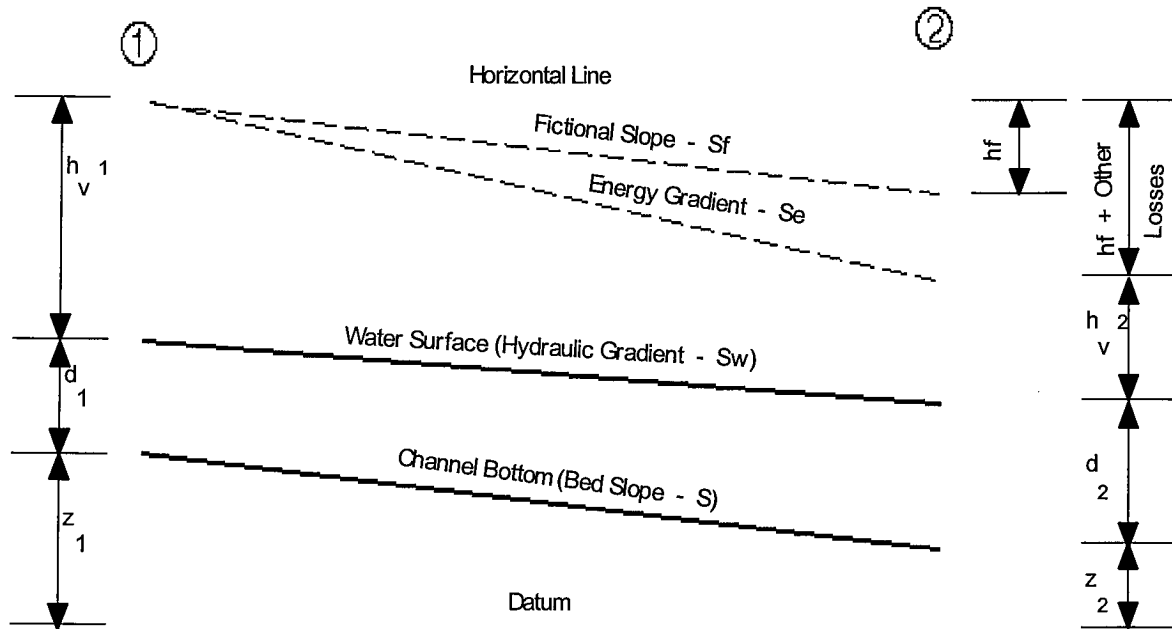 1
2
Horizontal Line
Fictional Slope - Sf
Energy Gradient - Se
h v 1
hf
hf + Other
Losses
Water Surface (Hydraulic Gradient - Sw)
h v 2
d 1
Channel Bottom (Bed Slope - S)
d 2
z 1
z 2
Datum